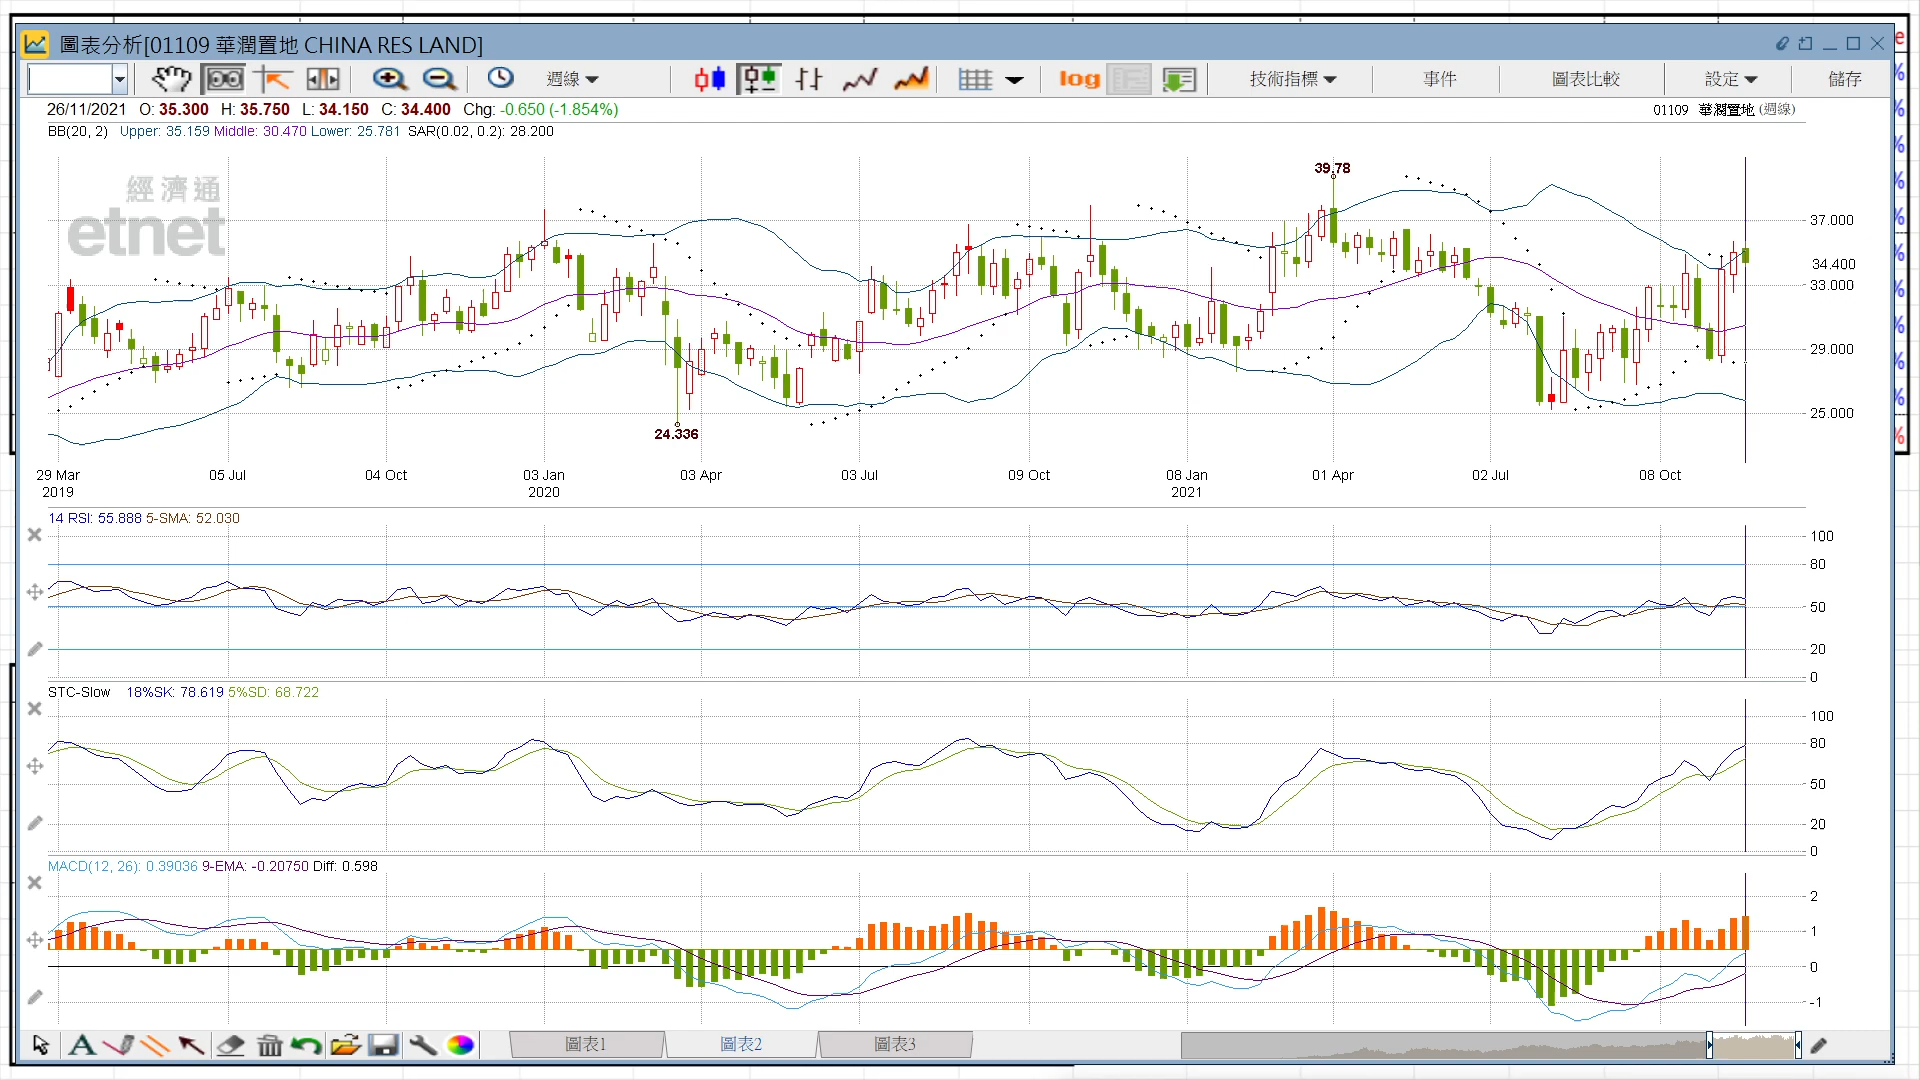 圖表分析[01109 華潤置地 CHINA RES LAND]
週線 log 技術指標 事件 圖表比較 設定 儲存
26/11/2021 O: 35.300 H: 35.750 L: 34.150 C: 34.400 Chg: -0.650 (-1.854%)
01109 華潤置地 (週線)
BB(20, 2) Upper: 35.159 Middle: 30.470 Lower: 25.781 SAR(0.02, 0.2): 28.200
經濟通
etnet
39.78
24.336
37.000
34.400
33.000
29.000
25.000
29 Mar 05 Jul 04 Oct 03 Jan 03 Apr 03 Jul 09 Oct 08 Jan 01 Apr 02 Jul 08 Oct
2019 2020 2021
14 RSI: 55.888 5-SMA: 52.030
100
80
50
20
0
STC-Slow 18%SK: 78.619 5%SD: 68.722
100
80
50
20
0
MACD(12, 26): 0.39036 9-EMA: -0.20750 Diff: 0.598
2
1
0
-1
圖表1 圖表2 圖表3
e
%
%
%
%
%
%
%
%
%
%
%